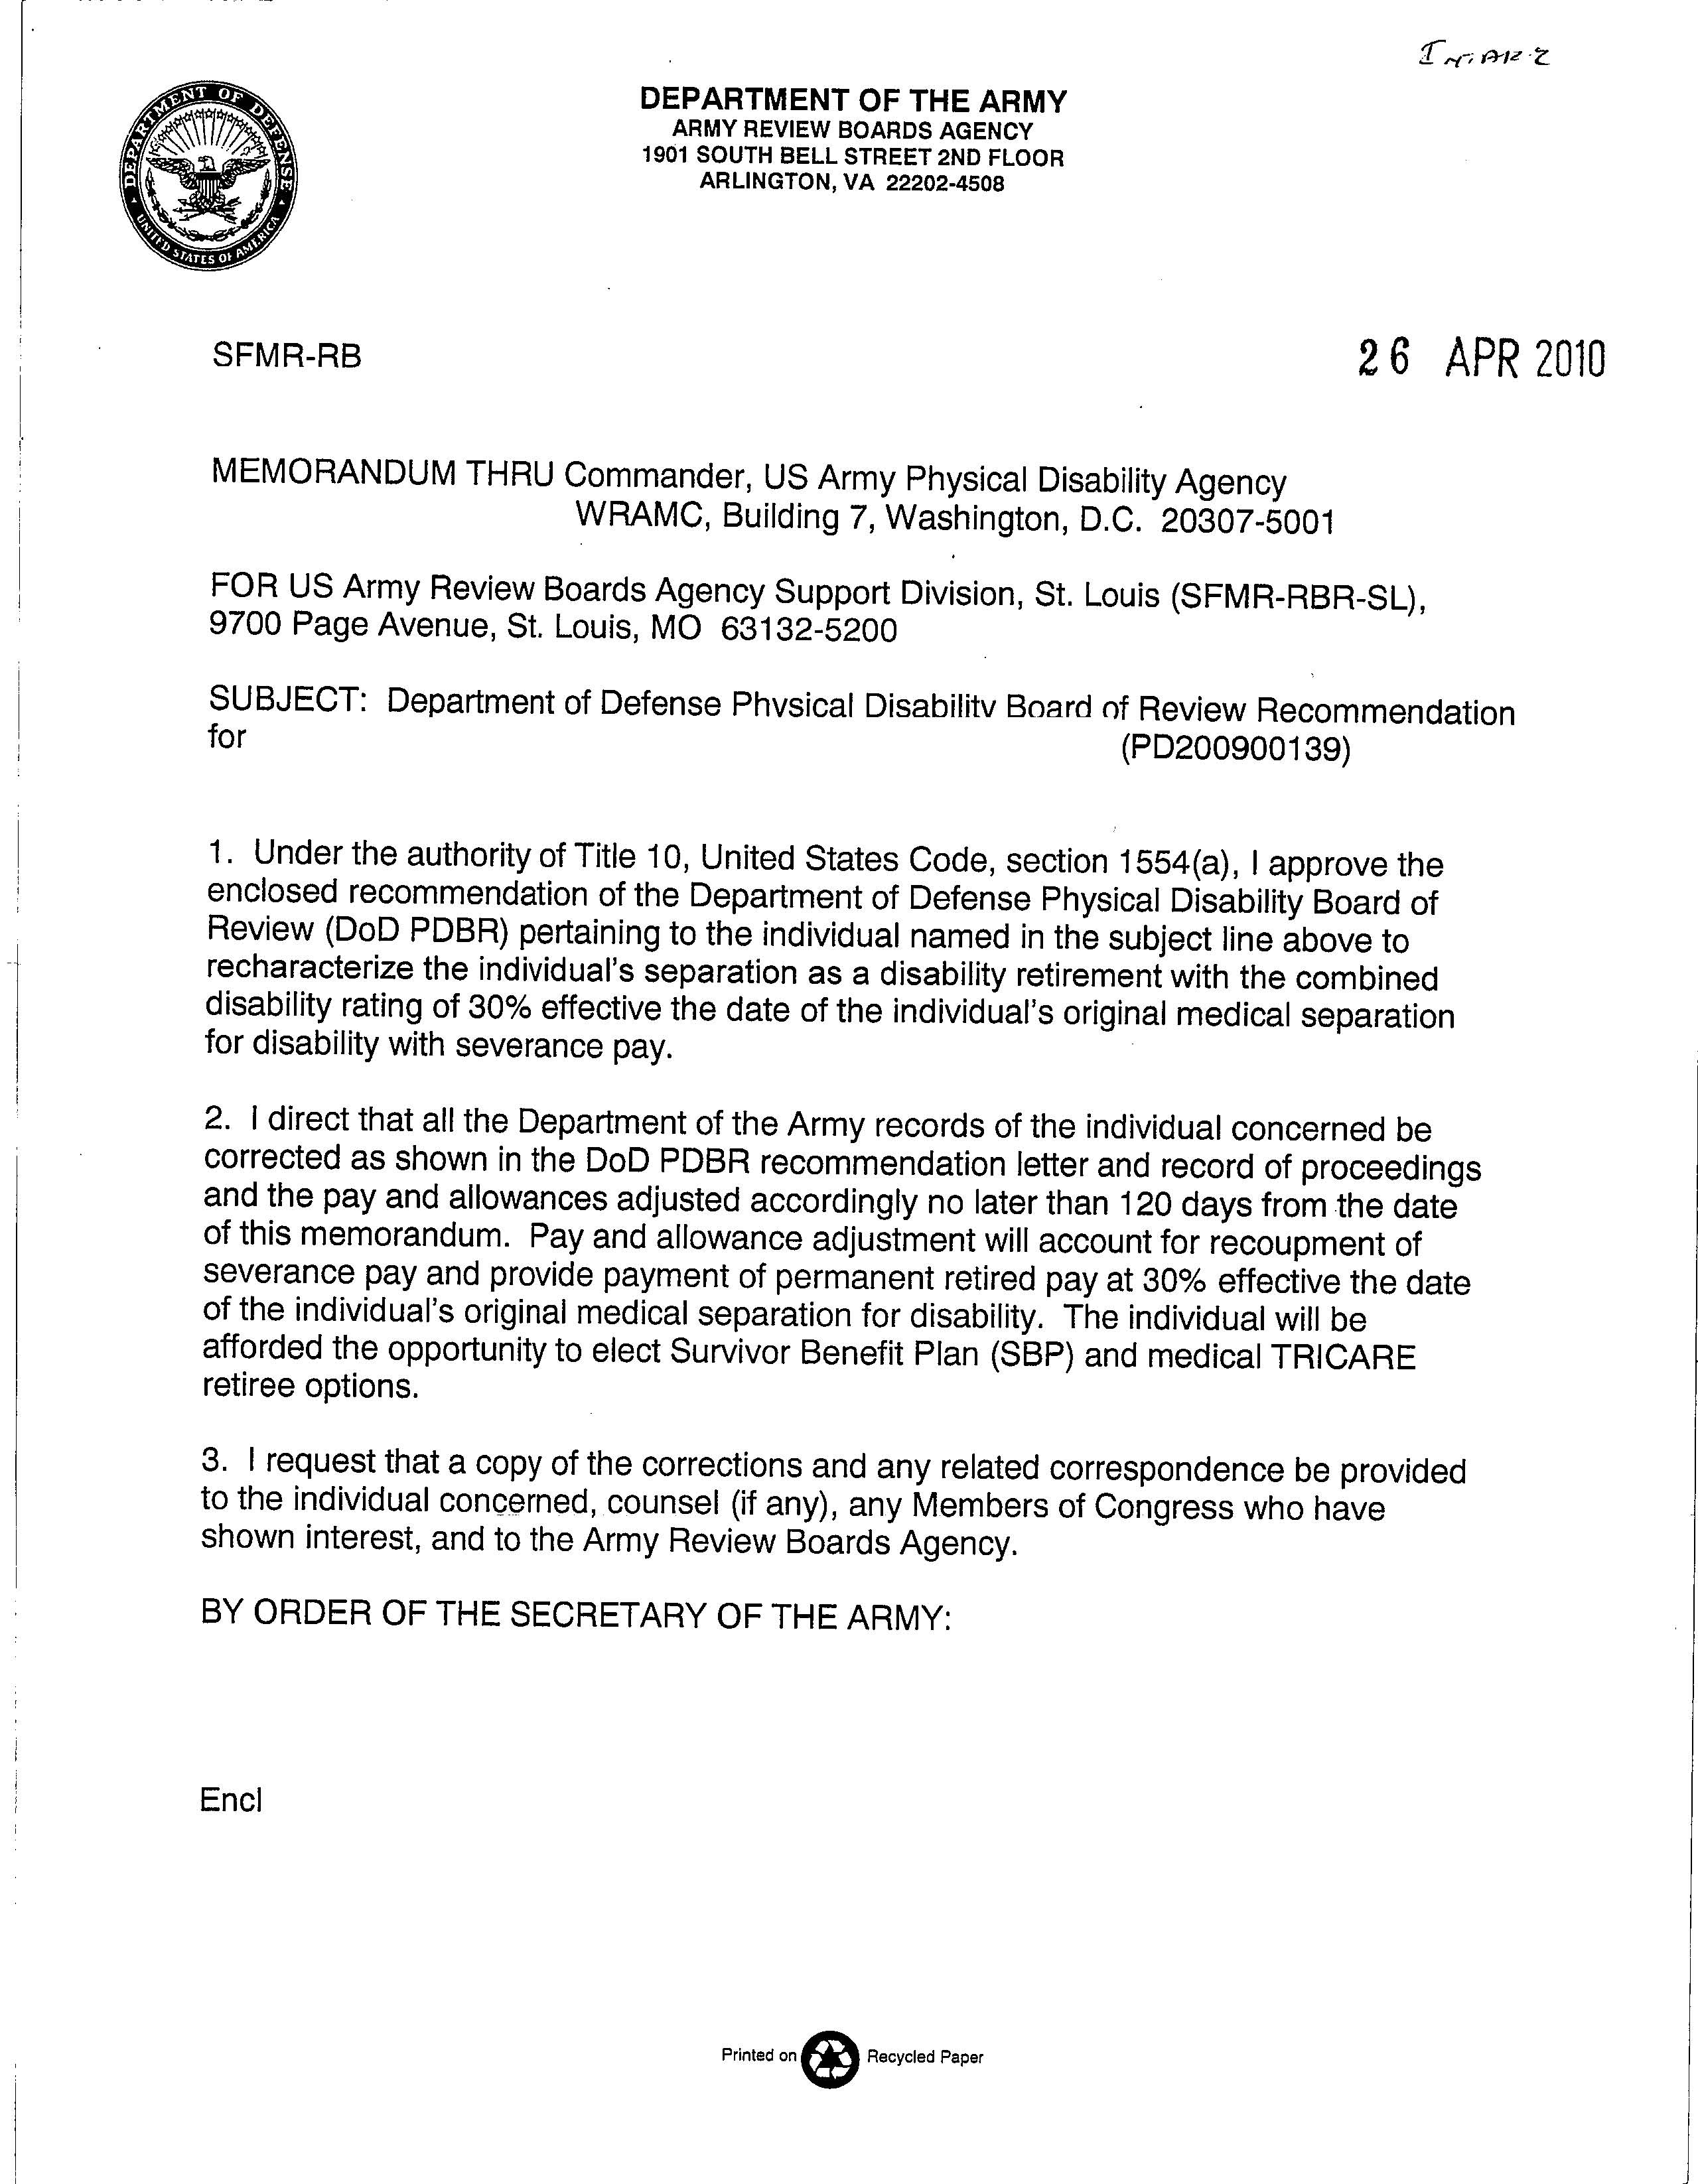 DEPARTMENT OF THE ARMY
ARMY REVIEW BOARDS AGENCY
1901 SOUTH BELL STREET 2ND FLOOR
ARLINGTON, VA 22202-4508
DEPARTMENT OF DEFENSE
UNITED STATES OF AMERICA
SFMR-RB
26 APR 2010
MEMORANDUM THRU Commander, US Army Physical Disability Agency
WRAMC, Building 7, Washington, D.C. 20307-5001
FOR US Army Review Boards Agency Support Division, St. Louis (SFMR-RBR-SL),
9700 Page Avenue, St. Louis, MO 63132-5200
SUBJECT: Department of Defense Physical Disability Board of Review Recommendation
for (PD200900139)
1. Under the authority of Title 10, United States Code, section 1554(a), I approve the
enclosed recommendation of the Department of Defense Physical Disability Board of
Review (DoD PDBR) pertaining to the individual named in the subject line above to
recharacterize the individual's separation as a disability retirement with the combined
disability rating of 30% effective the date of the individual's original medical separation
for disability with severance pay.
2. I direct that all the Department of the Army records of the individual concerned be
corrected as shown in the DoD PDBR recommendation letter and record of proceedings
and the pay and allowances adjusted accordingly no later than 120 days from the date
of this memorandum. Pay and allowance adjustment will account for recoupment of
severance pay and provide payment of permanent retired pay at 30% effective the date
of the individual's original medical separation for disability. The individual will be
afforded the opportunity to elect Survivor Benefit Plan (SBP) and medical TRICARE
retiree options.
3. I request that a copy of the corrections and any related correspondence be provided
to the individual concerned, counsel (if any), any Members of Congress who have
shown interest, and to the Army Review Boards Agency.
BY ORDER OF THE SECRETARY OF THE ARMY:
Encl
Printed on Recycled Paper